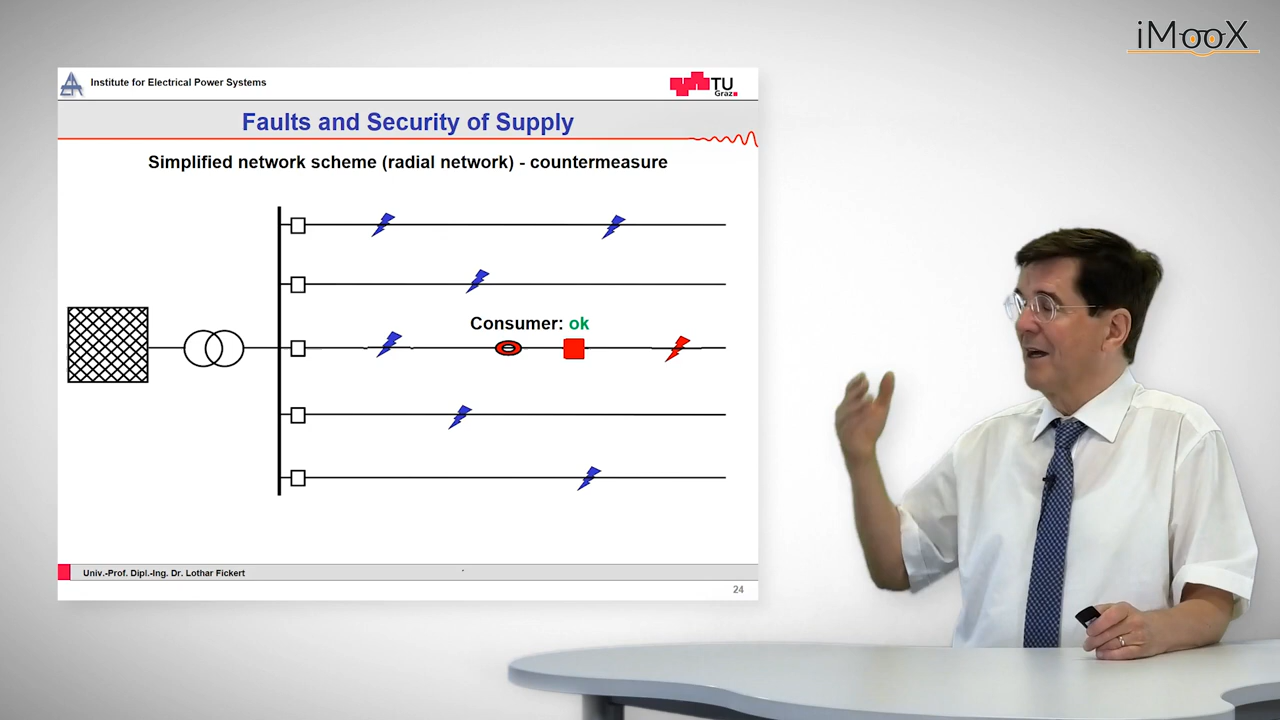 iMooX
Institute for Electrical Power Systems
TU
Graz
Faults and Security of Supply
Simplified network scheme (radial network) - countermeasure
Consumer: ok
Univ.-Prof. Dipl.-Ing. Dr. Lothar Fickert
24